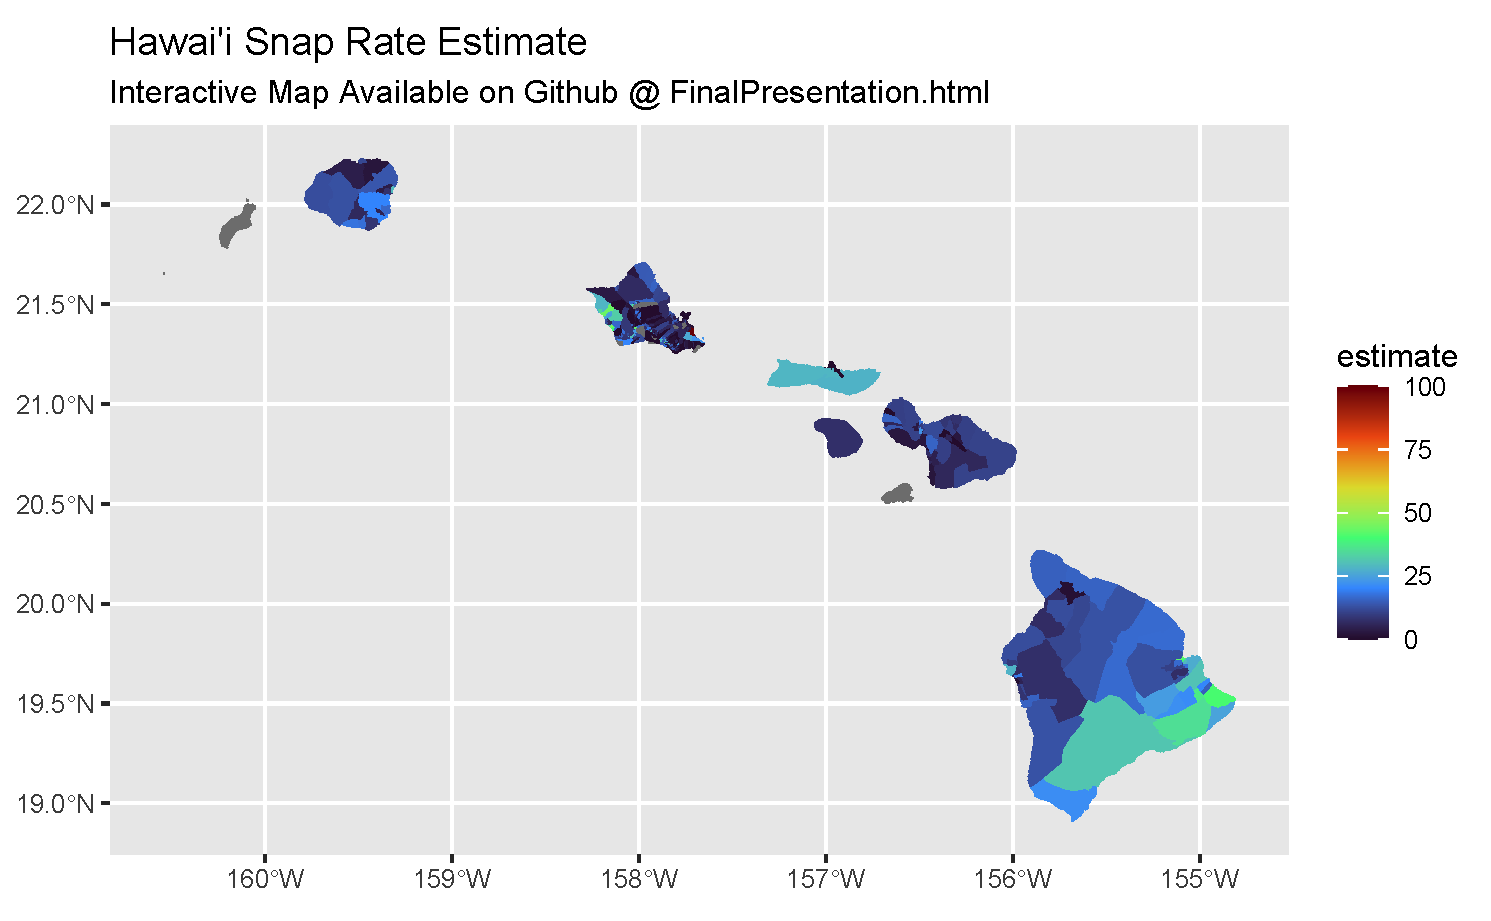 Hawai'i Snap Rate Estimate
Interactive Map Available on Github @ FinalPresentation.html
22.0°N
21.5°N
21.0°N
20.5°N
20.0°N
19.5°N
19.0°N
160°W
159°W
158°W
157°W
156°W
155°W
estimate
100
75
50
25
0